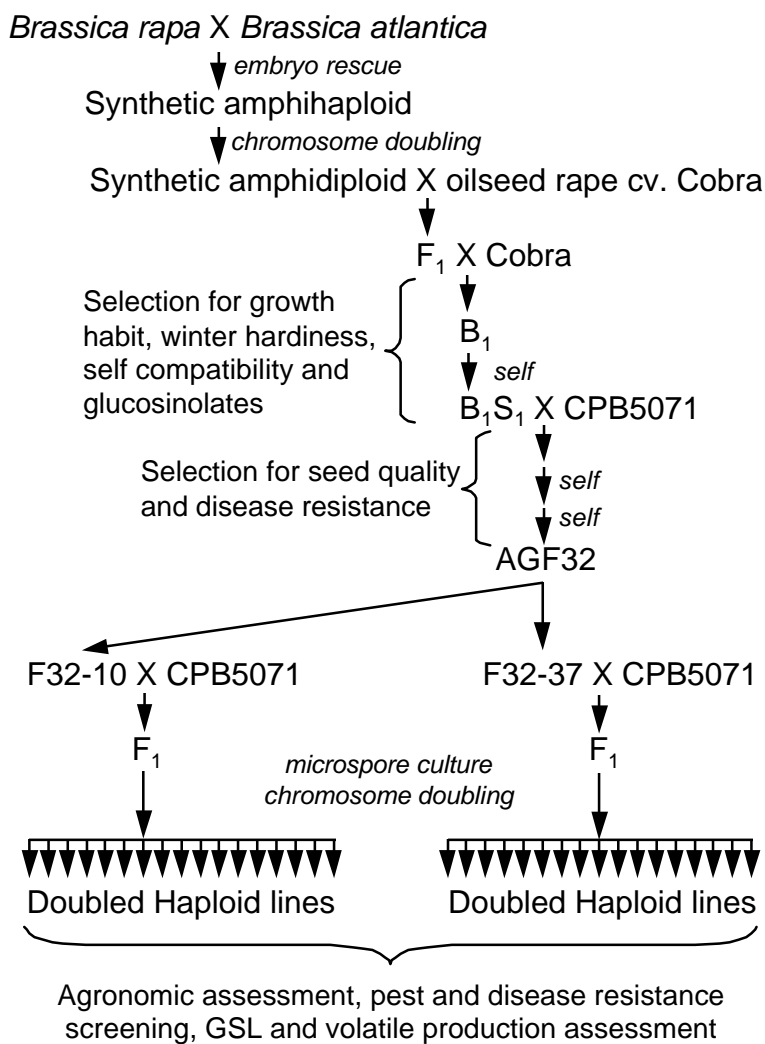 Brassica rapa X Brassica atlantica
embryo rescue
Synthetic amphihaploid
chromosome doubling
Synthetic amphidiploid X oilseed rape cv. Cobra
F1 X Cobra
Selection for growth
habit, winter hardiness,
self compatibility and
glucosinolates
B1
self
B1S1 X CPB5071
Selection for seed quality
and disease resistance
self
self
AGF32
F32-10 X CPB5071
F32-37 X CPB5071
F1
F1
microspore culture
chromosome doubling
Doubled Haploid lines
Doubled Haploid lines
Agronomic assessment, pest and disease resistance
screening, GSL and volatile production assessment